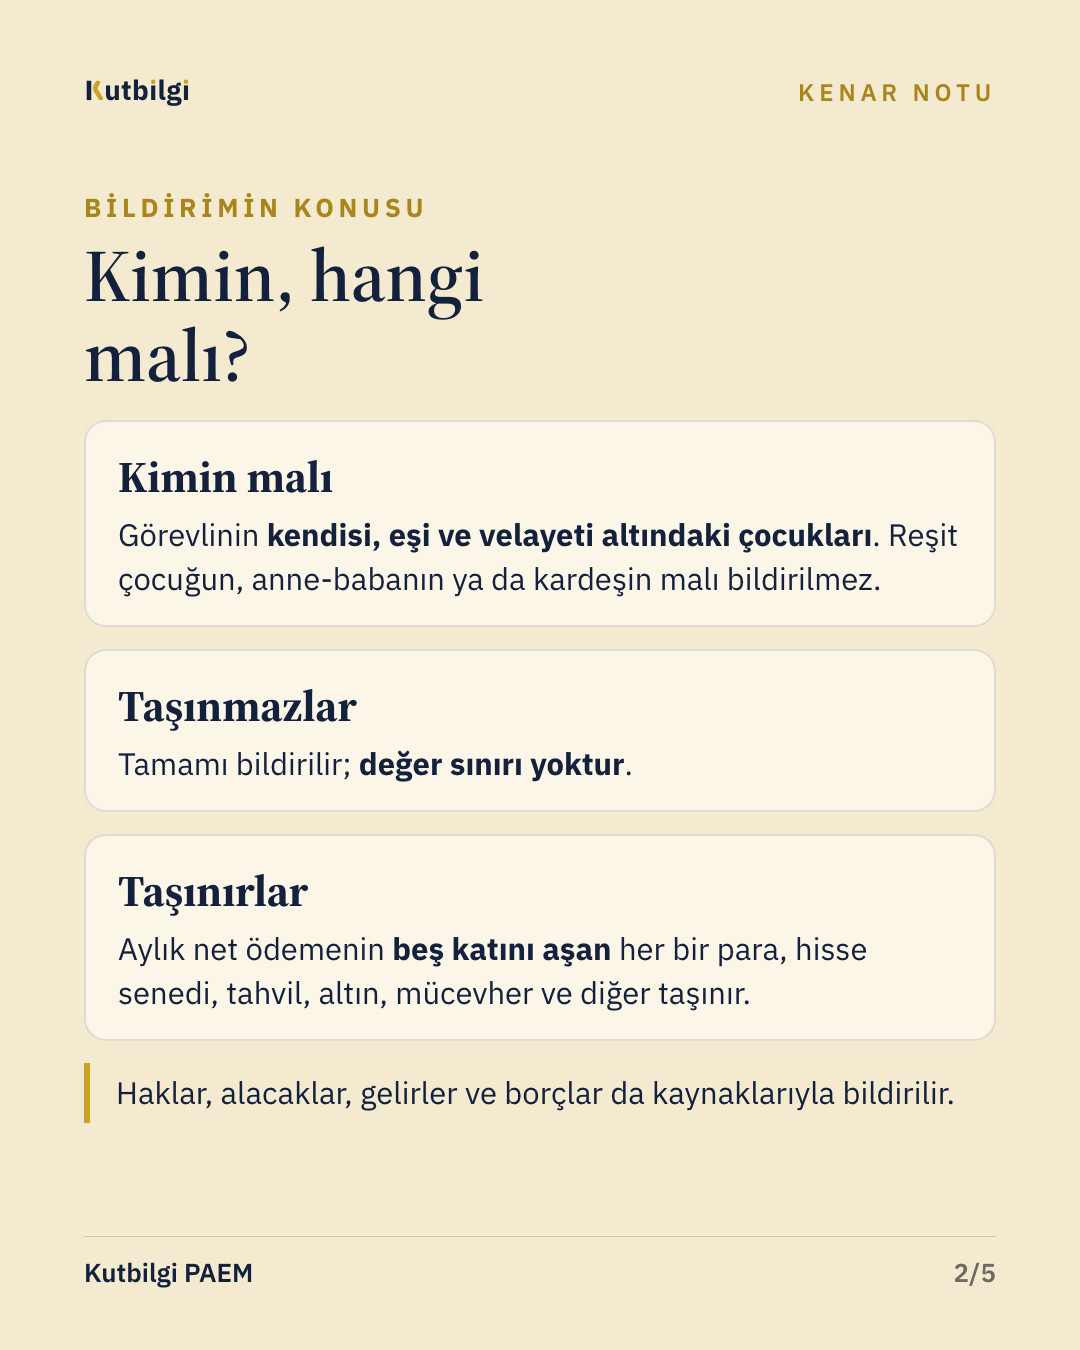 Kutbilgi
KENAR NOTU
BİLDİRİMİN KONUSU
Kimin, hangi
malı?
Kimin malı
Görevlinin kendisi, eşi ve velayeti altındaki çocukları. Reşit
çocuğun, anne-babanın ya da kardeşin malı bildirilmez.
Taşınmazlar
Tamamı bildirilir; değer sınırı yoktur.
Taşınırlar
Aylık net ödemenin beş katını aşan her bir para, hisse
senedi, tahvil, altın, mücevher ve diğer taşınır.
Haklar, alacaklar, gelirler ve borçlar da kaynaklarıyla bildirilir.
Kutbilgi PAEM
2/5